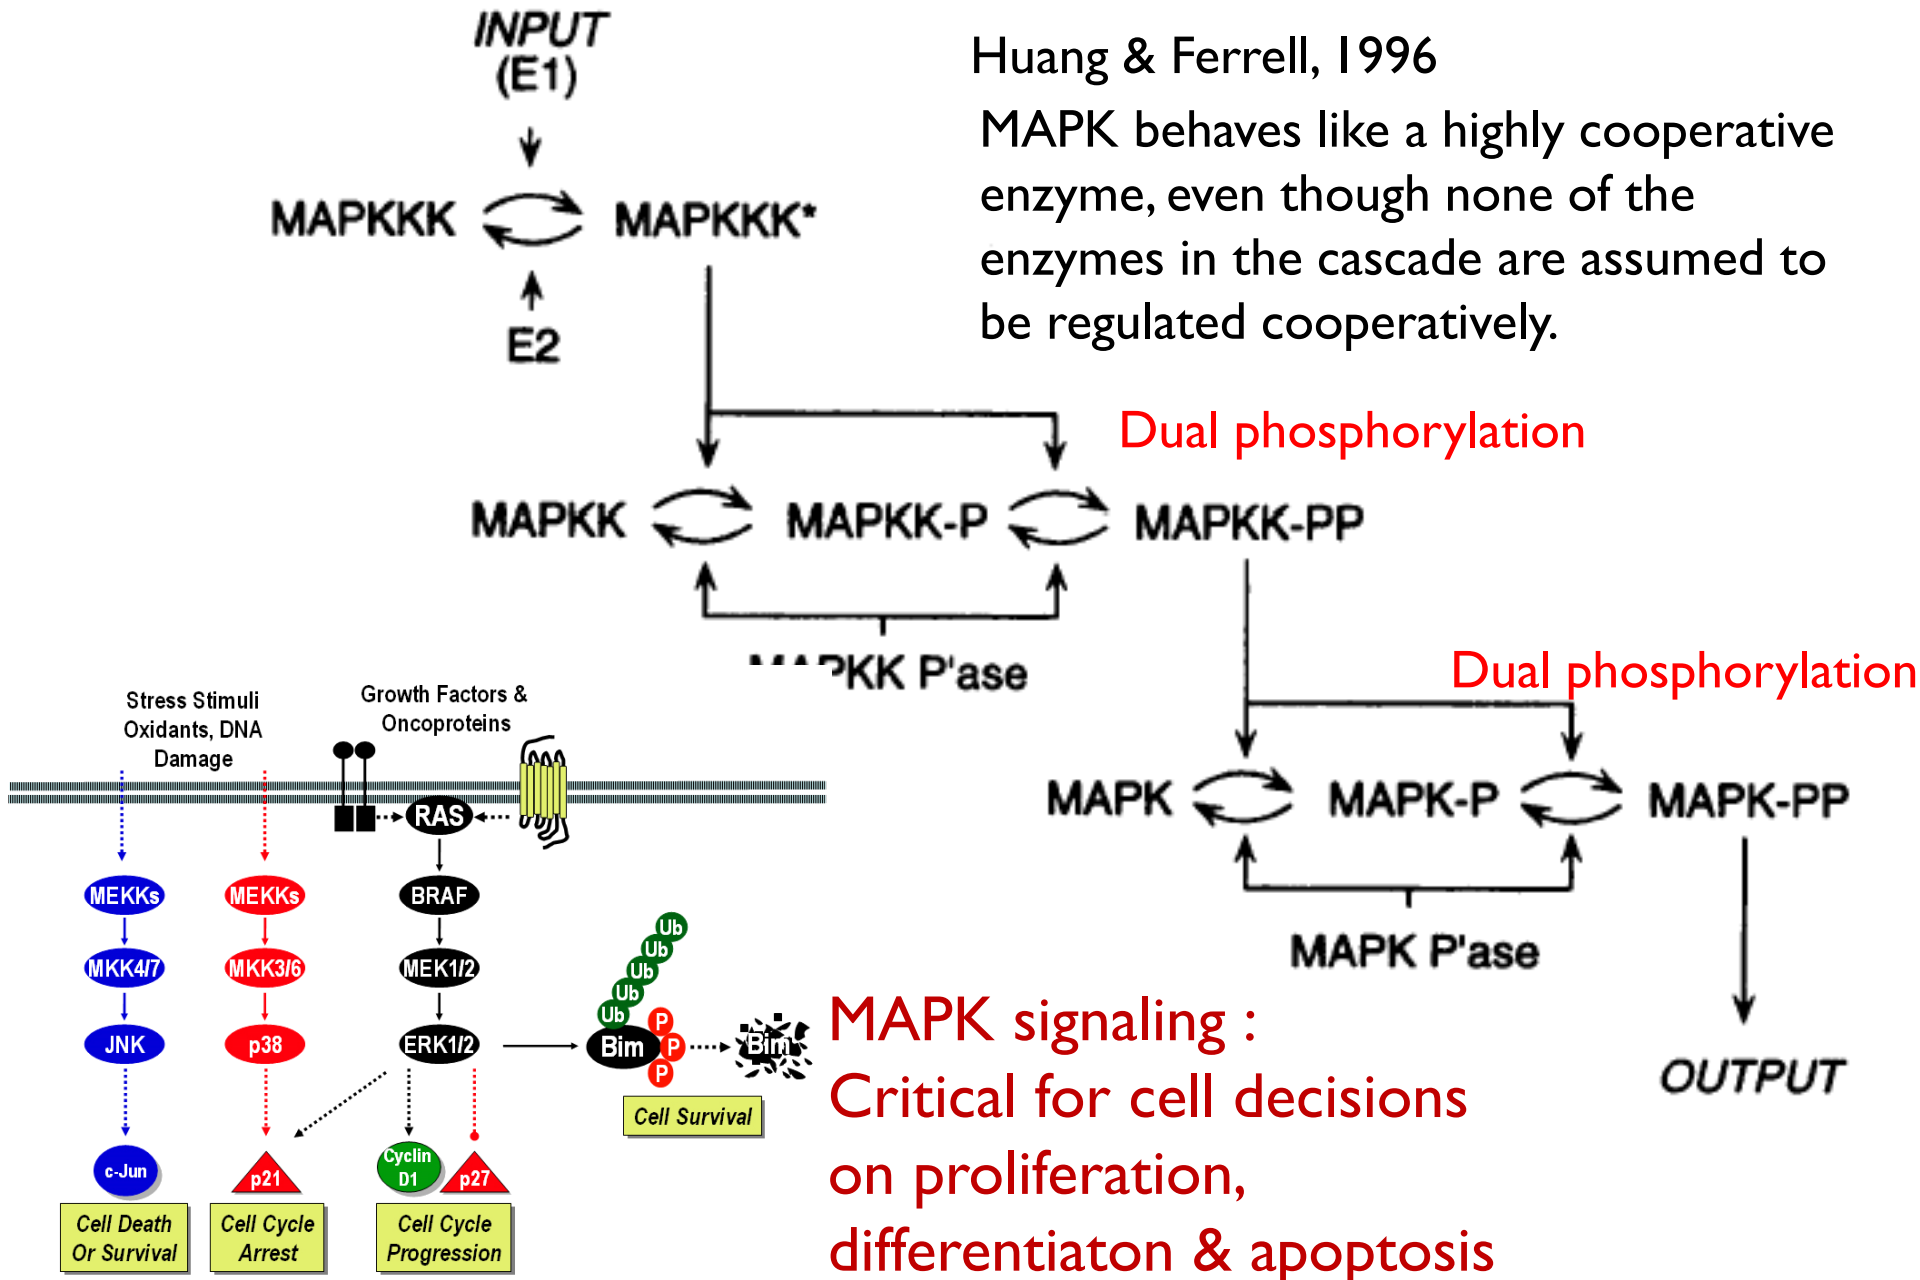 INPUT
(E1)
Huang & Ferrell, 1996
MAPK behaves like a highly cooperative
enzyme, even though none of the
enzymes in the cascade are assumed to
be regulated cooperatively.
MAPKKK MAPKKK*
E2
Dual phosphorylation
MAPKK MAPKK-P MAPKK-PP
MAPKK P'ase
Dual phosphorylation
MAPK MAPK-P MAPK-PP
MAPK P'ase
OUTPUT
Stress Stimuli
Oxidants, DNA
Damage
Growth Factors &
Oncoproteins
RAS
MEKKs MEKKs BRAF
MKK4/7 MKK3/6 MEK1/2
JNK p38 ERK1/2
Ub
Ub
Ub
Ub
Ub
Bim
P
P
P
Bim
Cell Survival
c-Jun p21
Cyclin
D1
p27
Cell Death
Or Survival
Cell Cycle
Arrest
Cell Cycle
Progression
MAPK signaling :
Critical for cell decisions
on proliferation,
differentiaton & apoptosis